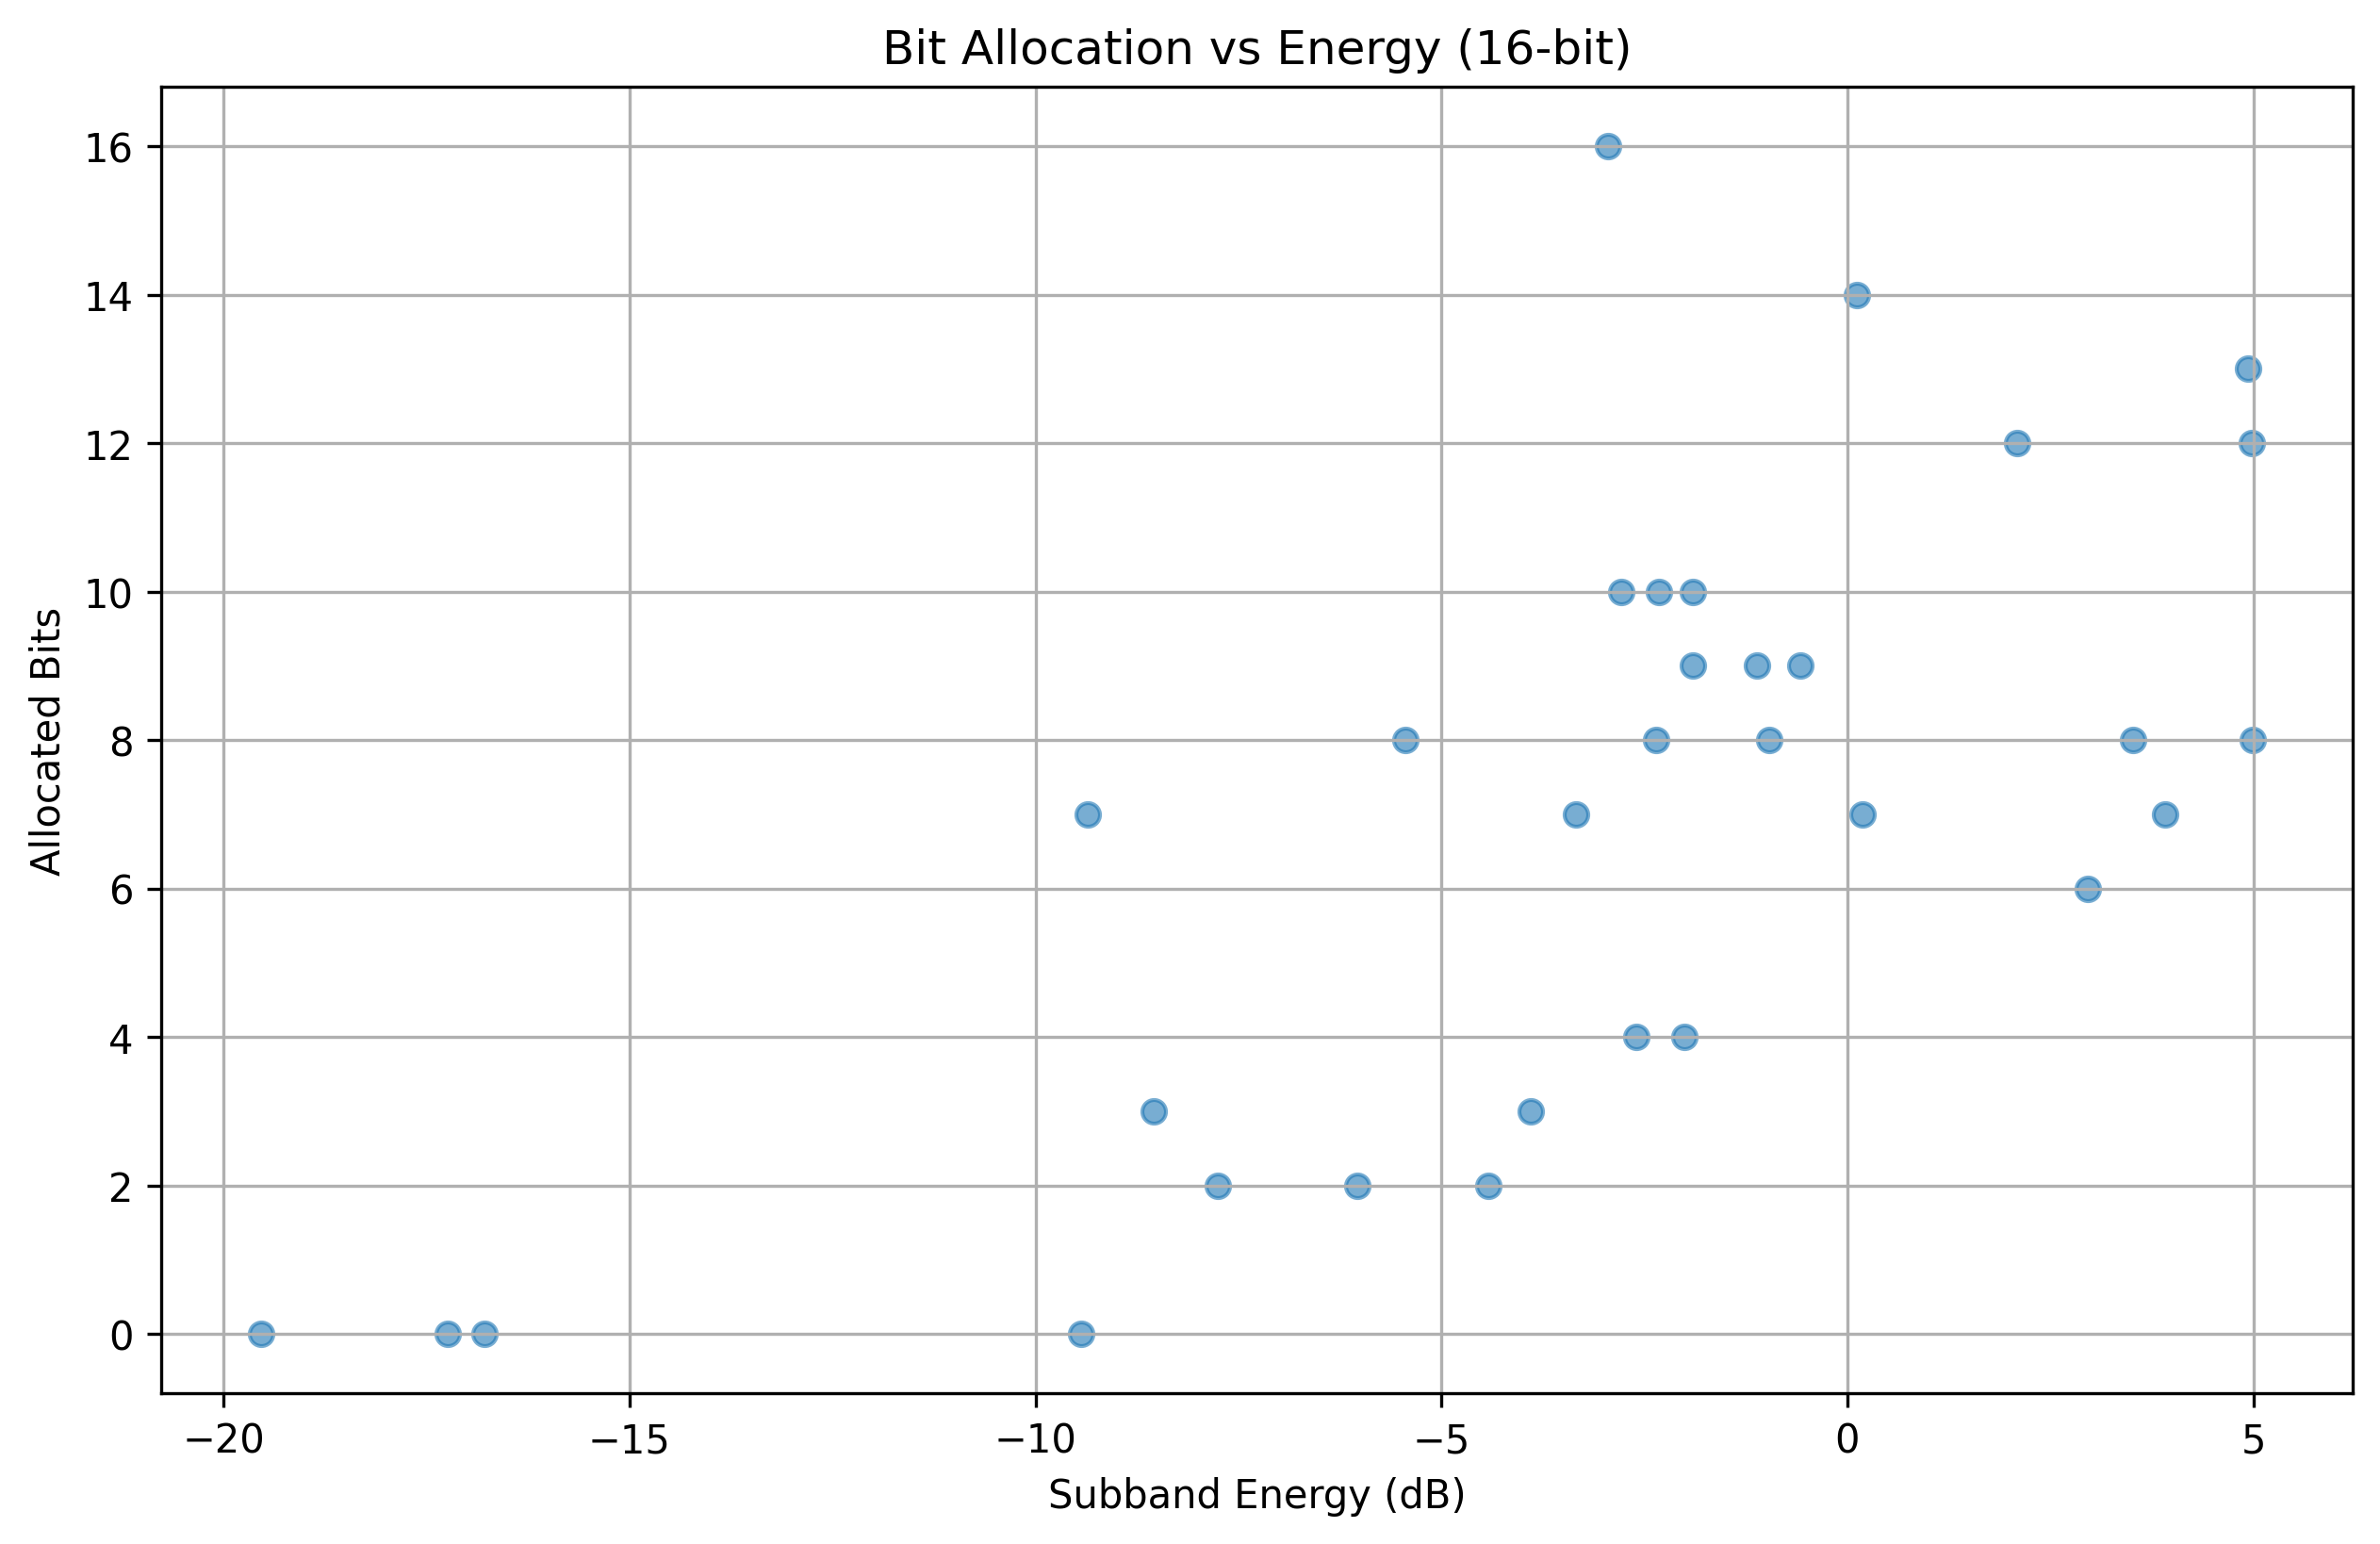 Bit Allocation vs Energy (16-bit)
Allocated Bits
16
14
12
10
8
6
4
2
0
−20 −15 −10 −5 0 5
Subband Energy (dB)